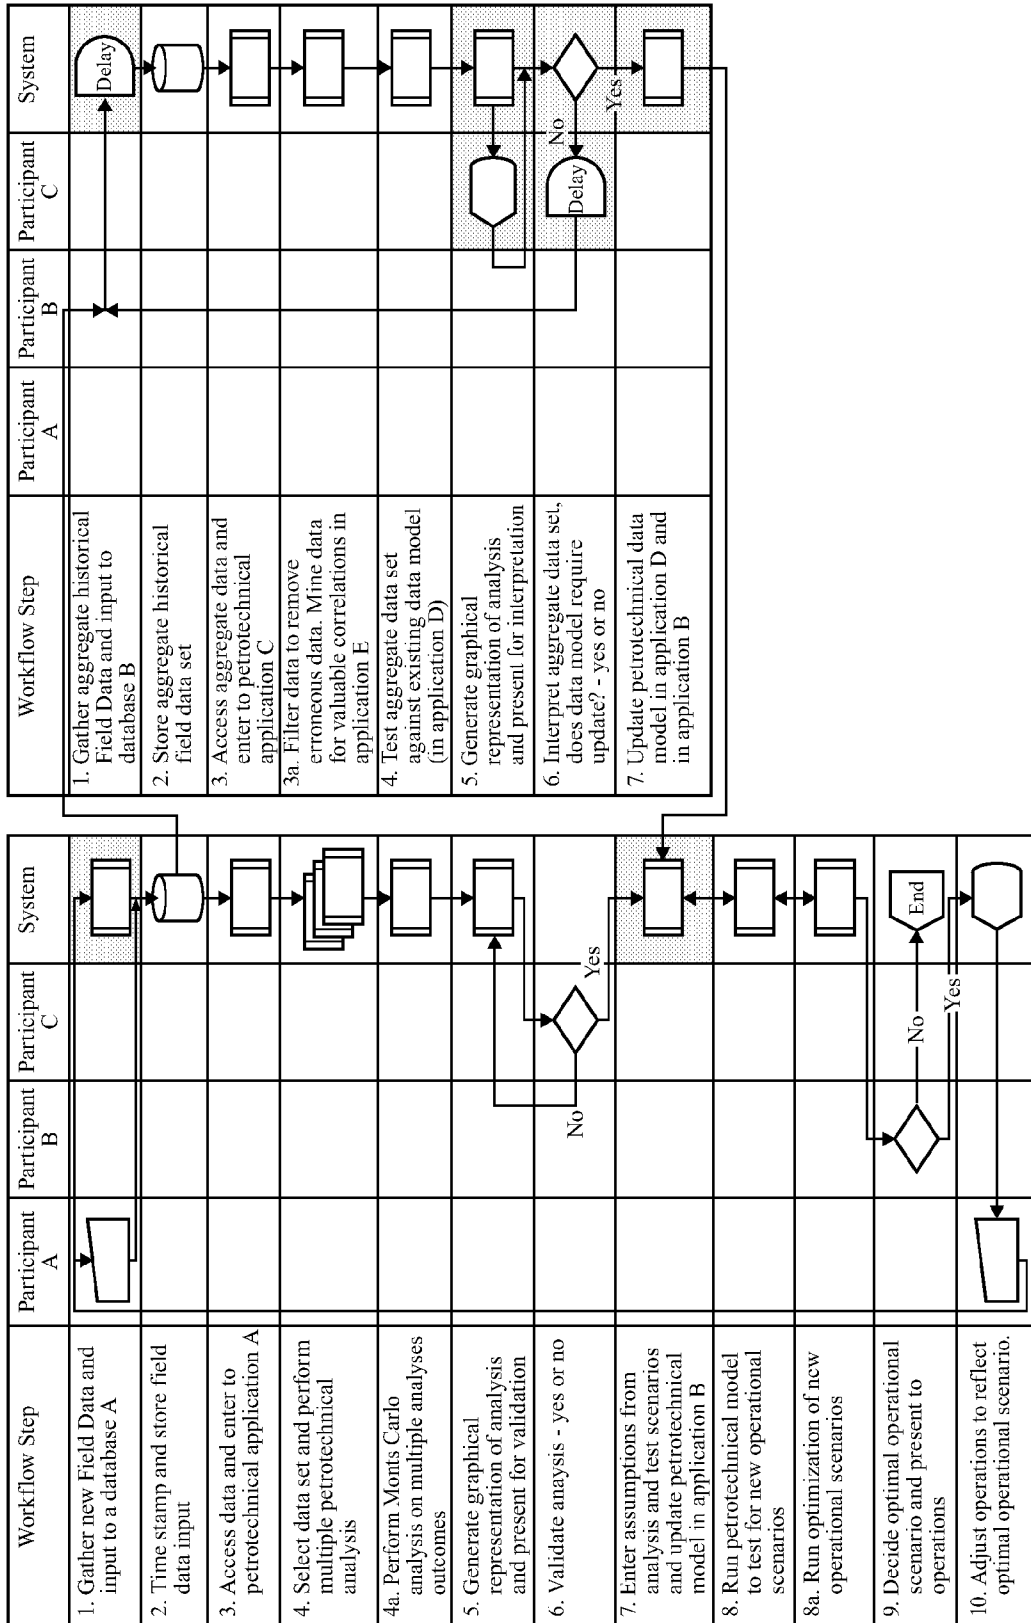 Workflow Step
Participant
A
Participant
B
Participant
C
System
1. Gather new Field Data and
input to a database A
2. Time stamp and store field
data input
3. Access data and enter to
petrotechnical application A
4. Select data set and perform
multiple petrotechnical
analysis
4a. Perform Monts Carlo
analysis on multiple analyses
outcomes
5. Generate graphical
representation of analysis
and present for validation
6. Validate analysis - yes or no
No
Yes
7. Enter assumptions from
analysis and test scenarios
and update petrotechnical
model in application B
8. Run petrotechnical model
to test for new operational
scenarios
8a. Run optimization of new
operational scenarios
9. Decide optimal operational
scenario and present to
operations
No
End
Yes
10. Adjust operations to reflect
optimal operational scenario.
Workflow Step
Participant
A
Participant
B
Participant
C
System
1. Gather aggregate historical
Field Data and input to
database B
Delay
2. Store aggregate historical
field data set
3. Access aggregate data and
enter to petrotechnical
application C
3a. Filter data to remove
erroneous data. Mine data
for valuable correlations in
application E
4. Test aggregate data set
against existing data model
(in application D)
5. Generate graphical
representation of analysis
and present for interpretation
6. Interpret aggregate data set,
does data model require
update? - yes or no
Delay
No
Yes
7. Update petrotechnical data
model in application D and
in application B